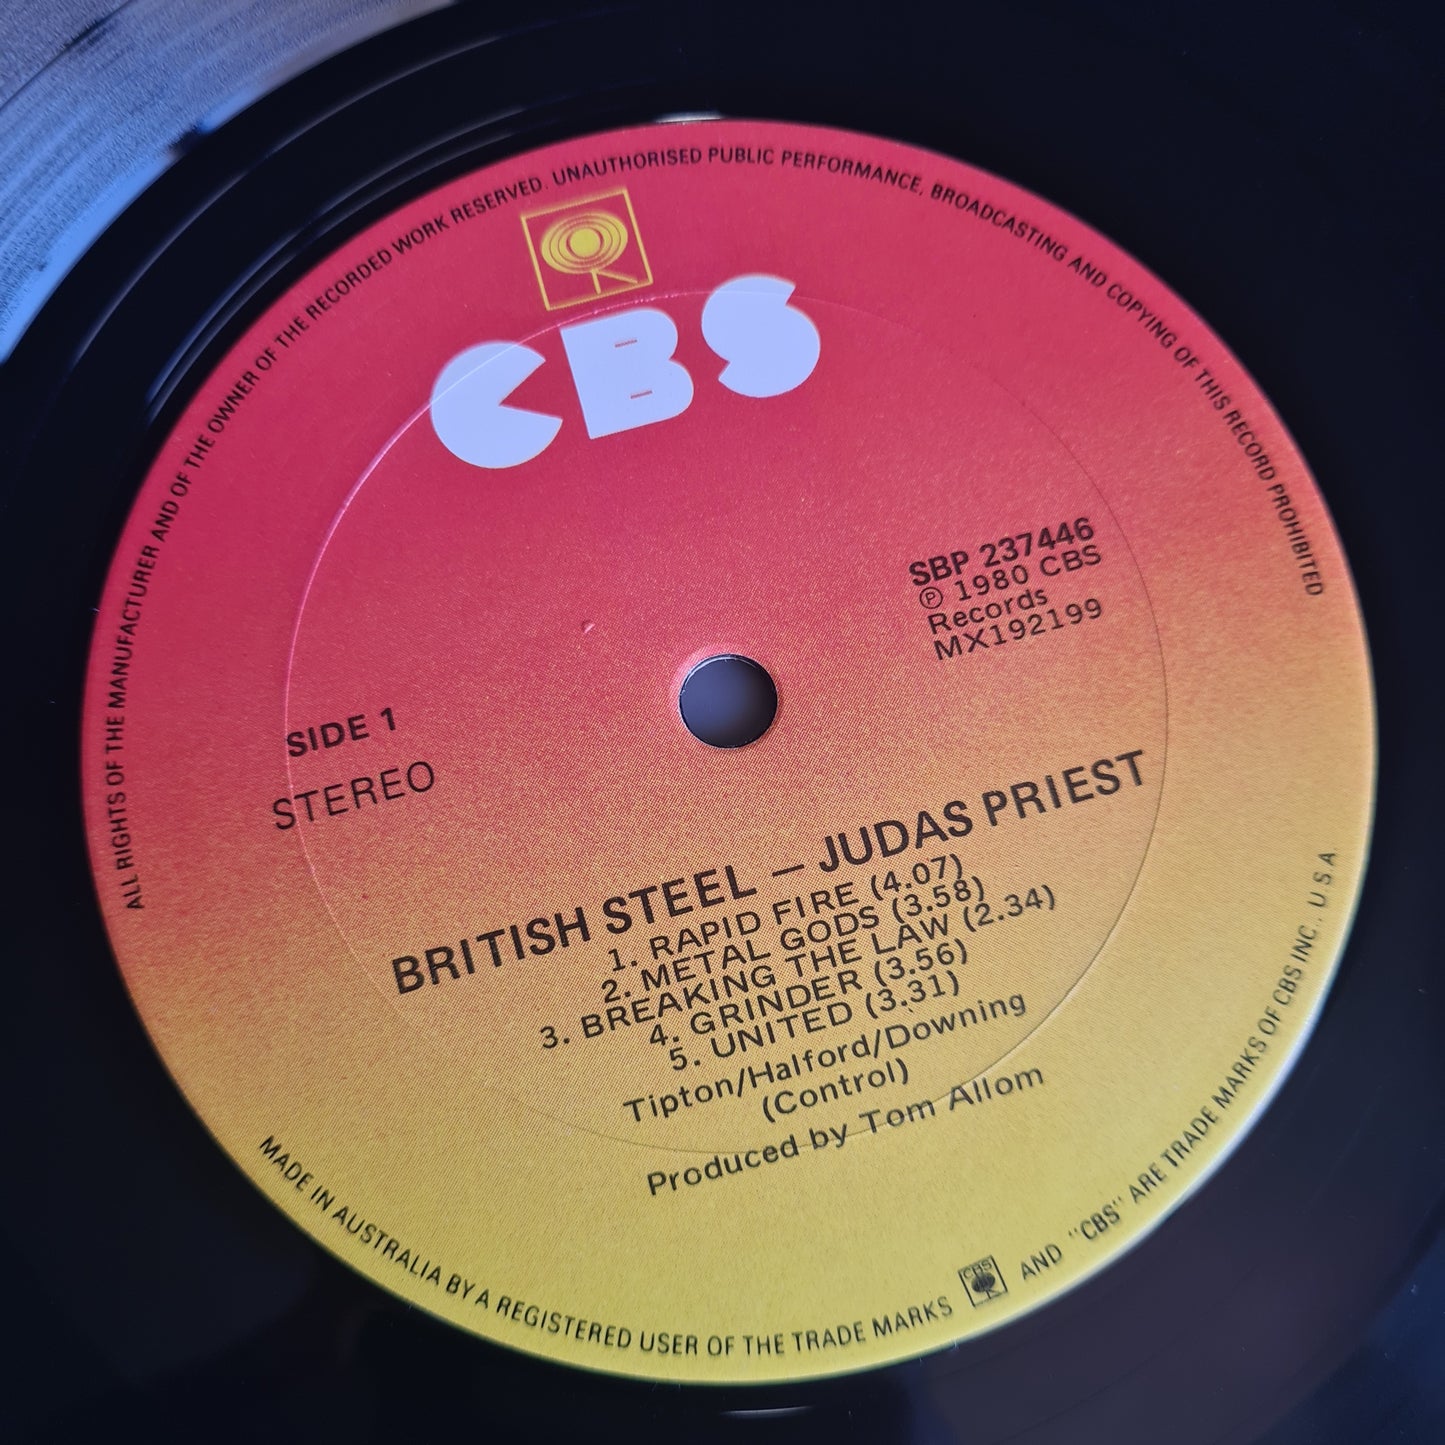 ALL RIGHTS OF THE MANUFACTURER AND OF THE OWNER OF THE RECORDED WORK RESERVED. UNAUTHORISED PUBLIC PERFORMANCE, BROADCASTING AND COPYING OF THIS RECORD PROHIBITED
CBS
SBP 237446
℗ 1980 CBS
Records
MX192199
SIDE 1
STEREO
BRITISH STEEL — JUDAS PRIEST
1. RAPID FIRE (4.07)
2. METAL GODS (3.58)
3. BREAKING THE LAW (2.34)
4. GRINDER (3.56)
5. UNITED (3.31)
Tipton/Halford/Downing
(Control)
Produced by Tom Allom
MADE IN AUSTRALIA BY A REGISTERED USER OF THE TRADE MARKS CBS AND "CBS" ARE TRADE MARKS OF CBS INC., U.S.A.